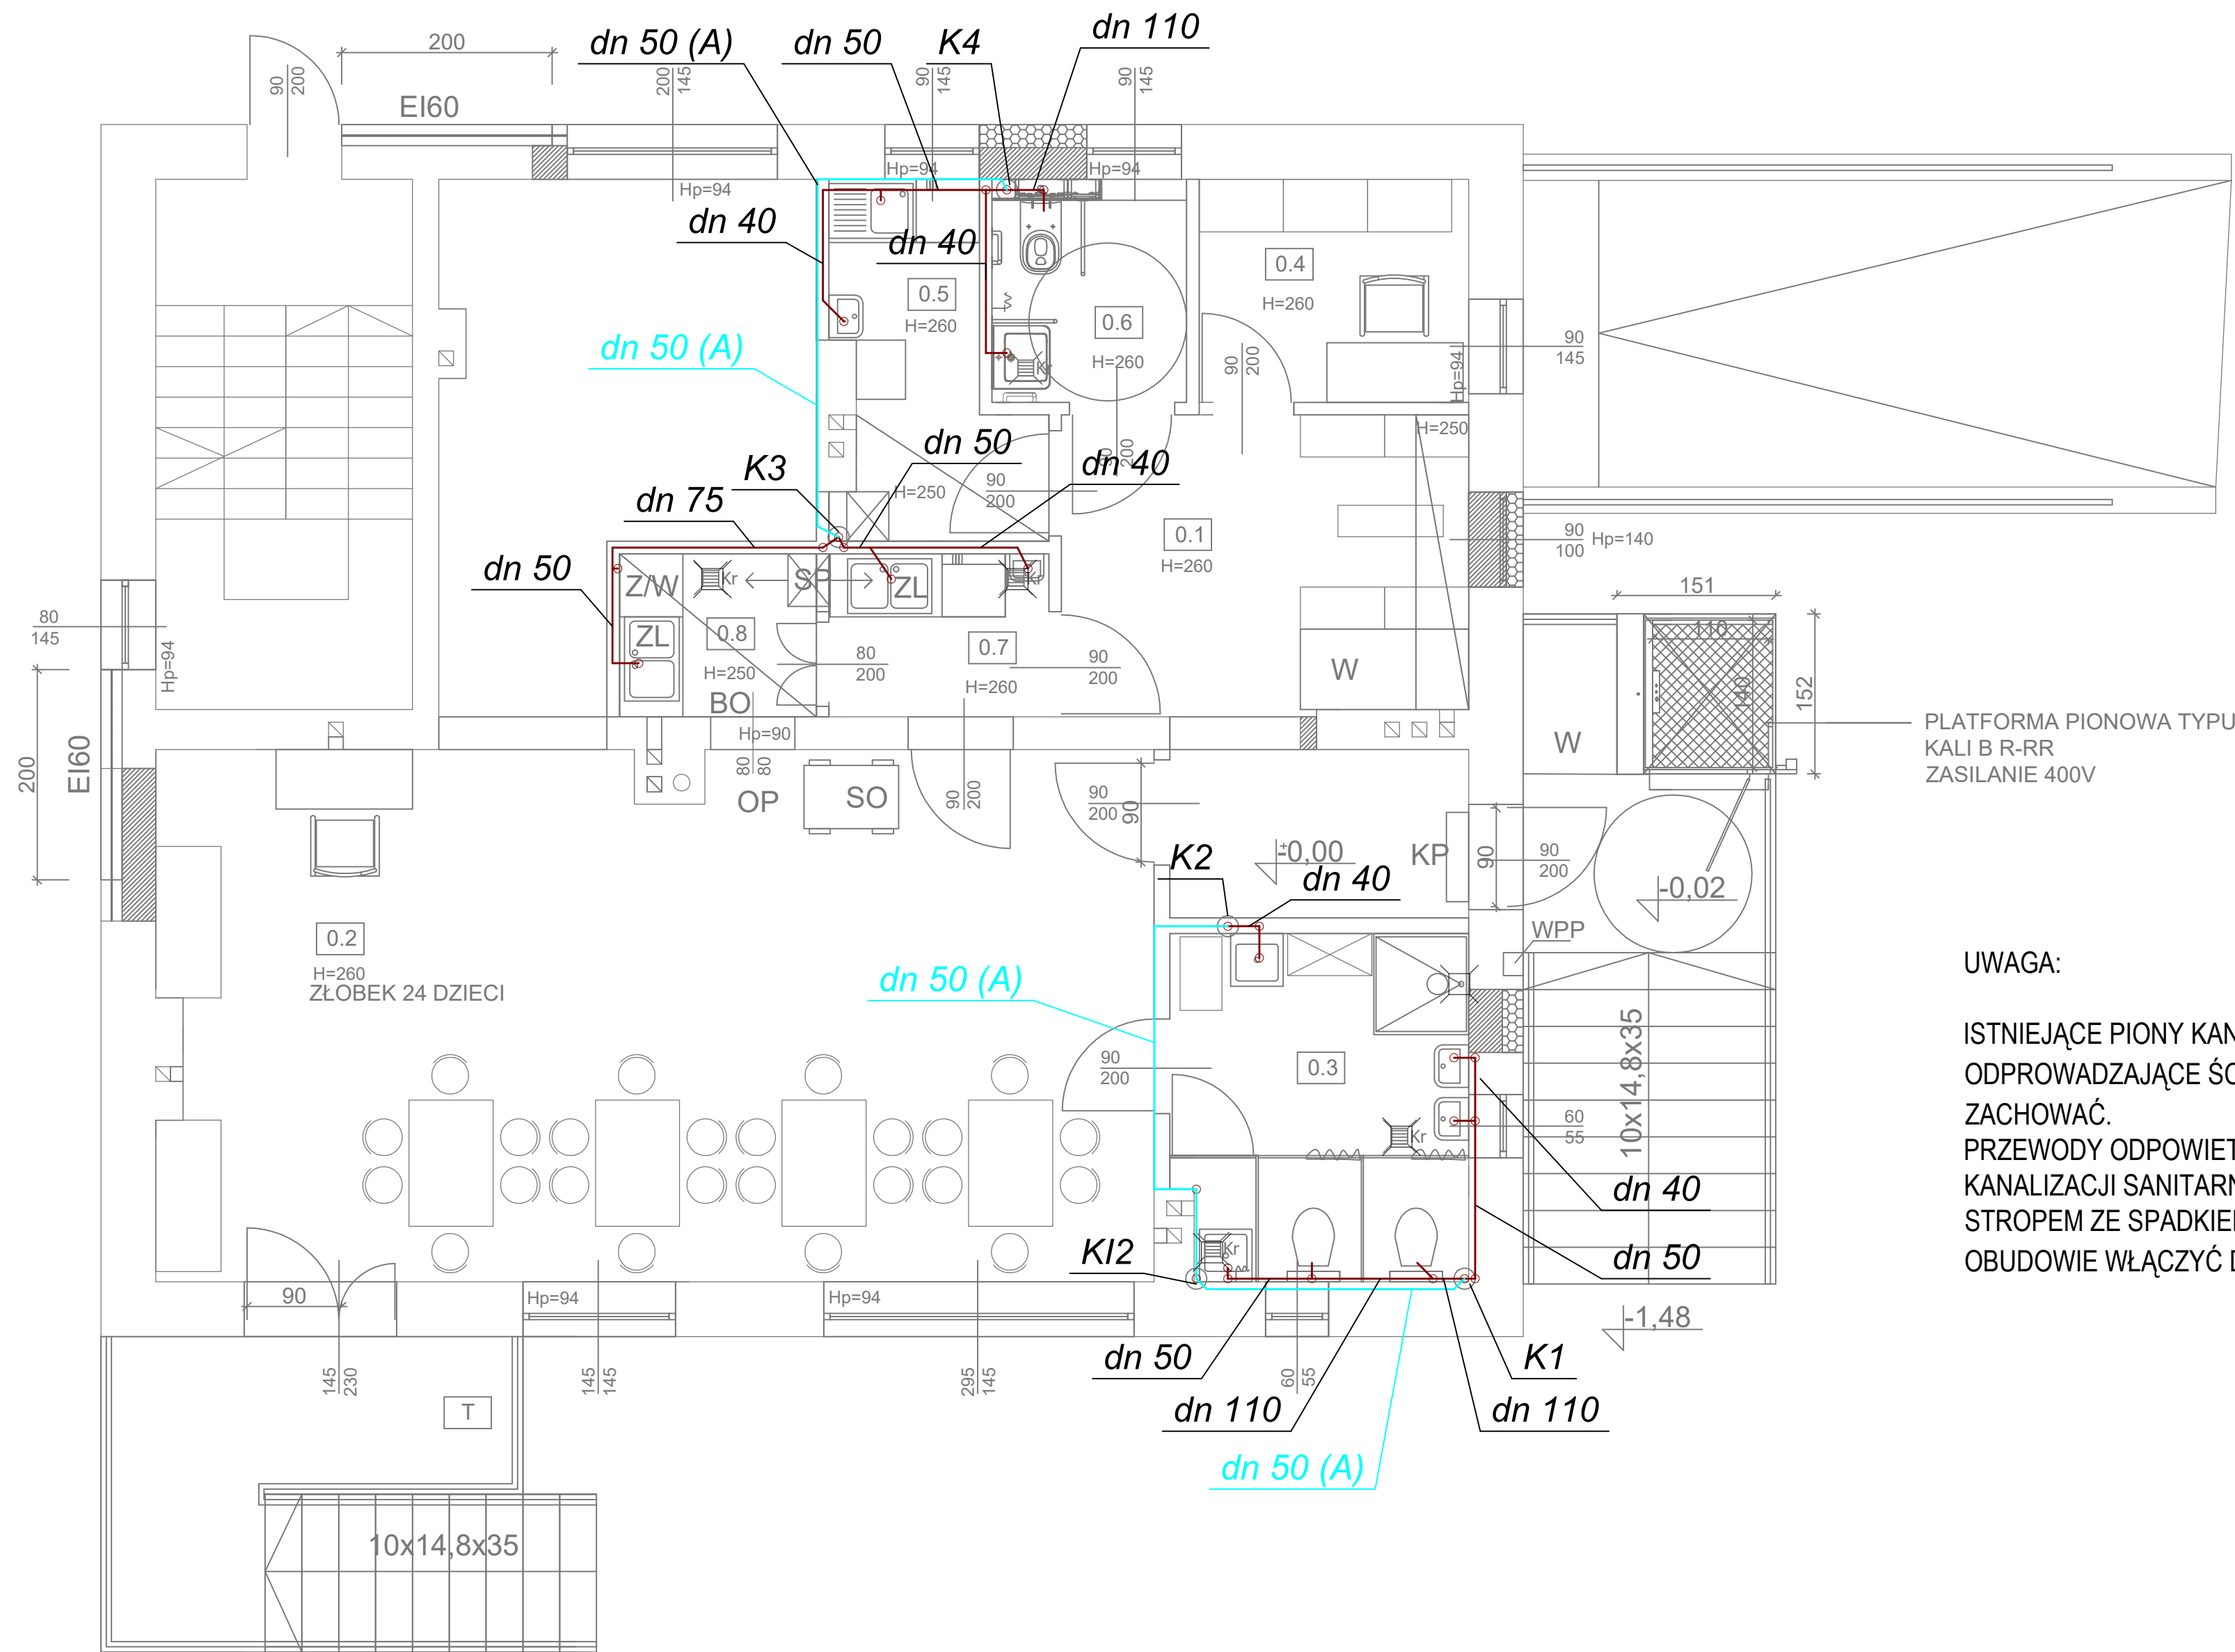 dn 50 (A)
dn 50
K4
dn 110
200
90
200
EI60
200
145
90
145
90
145
Hp=94
Hp=94
Hp=94
dn 40
dn 40
0.5
H=260
0.6
H=260
0.4
H=260
Kr
90
200
Hp=94
90
145
dn 50 (A)
H=250
200
dn 50
dn 40
K3
H=250
90
200
dn 75
0.1
H=260
90
100
Hp=140
dn 50
Z/W
Kr
SP
ZL
Kr
ZL
0.8
H=250
BO
80
200
0.7
H=260
90
200
W
151
110
140
152
80
145
Hp=94
200
EI60
Hp=90
80
80
OP
SO
90
200
90
200
90
W
PLATFORMA PIONOWA TYPU
KALI B R-RR
ZASILANIE 400V
K2
±0,00
dn 40
KP
90
90
200
-0,02
WPP
0.2
H=260
ZŁOBEK 24 DZIECI
dn 50 (A)
90
200
0.3
Kr
60
55
10x14,8x35
UWAGA:
ISTNIEJĄCE PIONY KAN
ODPROWADZAJĄCE ŚC
ZACHOWAĆ.
PRZEWODY ODPOWIET
KANALIZACJI SANITARN
STROPEM ZE SPADKIE
OBUDOWIE WŁĄCZYĆ D
dn 40
dn 50
KI2
Kr
90
Hp=94
Hp=94
-1,48
dn 50
K1
145
230
145
145
295
145
60
55
dn 110
dn 110
dn 50 (A)
T
10x14,8x35